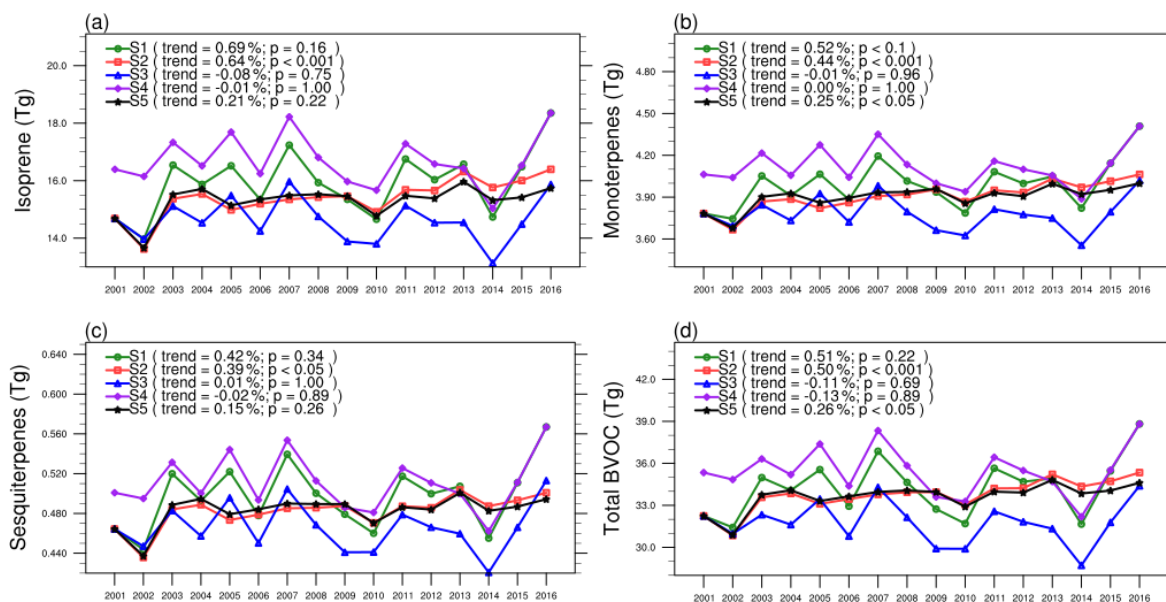 (a)
S1 ( trend = 0.69 %; p = 0.16 )
S2 ( trend = 0.64 %; p < 0.001 )
S3 ( trend = -0.08 %; p = 0.75 )
S4 ( trend = -0.01 %; p = 1.00 )
S5 ( trend = 0.21 %; p = 0.22 )
Isoprene (Tg)
20.0
18.0
16.0
14.0
2001 2002 2003 2004 2005 2006 2007 2008 2009 2010 2011 2012 2013 2014 2015 2016
(b)
S1 ( trend = 0.52 %; p < 0.1 )
S2 ( trend = 0.44 %; p < 0.001 )
S3 ( trend = -0.01 %; p = 0.96 )
S4 ( trend = 0.00 %; p = 1.00 )
S5 ( trend = 0.25 %; p < 0.05 )
Monoterpenes (Tg)
4.80
4.50
4.20
3.90
3.60
2001 2002 2003 2004 2005 2006 2007 2008 2009 2010 2011 2012 2013 2014 2015 2016
(c)
S1 ( trend = 0.42 %; p = 0.34 )
S2 ( trend = 0.39 %; p < 0.05 )
S3 ( trend = 0.01 %; p = 1.00 )
S4 ( trend = -0.02 %; p = 0.89 )
S5 ( trend = 0.15 %; p = 0.26 )
Sesquiterpenes (Tg)
0.640
0.600
0.560
0.520
0.480
0.440
2001 2002 2003 2004 2005 2006 2007 2008 2009 2010 2011 2012 2013 2014 2015 2016
(d)
S1 ( trend = 0.51 %; p = 0.22 )
S2 ( trend = 0.50 %; p < 0.001 )
S3 ( trend = -0.11 %; p = 0.69 )
S4 ( trend = -0.13 %; p = 0.89 )
S5 ( trend = 0.26 %; p < 0.05 )
Total BVOC (Tg)
42.0
39.0
36.0
33.0
30.0
2001 2002 2003 2004 2005 2006 2007 2008 2009 2010 2011 2012 2013 2014 2015 2016